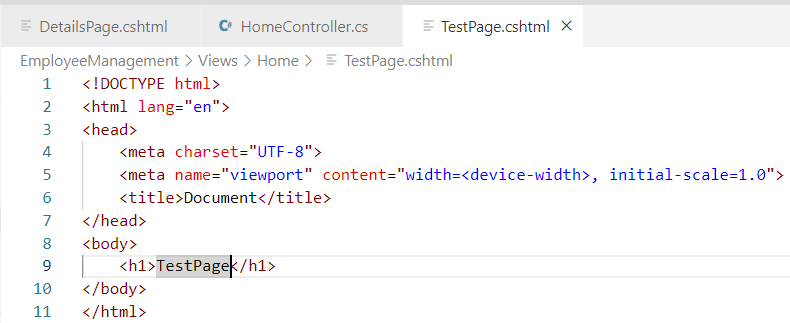 DetailsPage.cshtml HomeController.cs TestPage.cshtml
EmployeeManagement > Views > Home > TestPage.cshtml
1 <!DOCTYPE html>
2 <html lang="en">
3 <head>
4 <meta charset="UTF-8">
5 <meta name="viewport" content="width=<device-width>, initial-scale=1.0">
6 <title>Document</title>
7 </head>
8 <body>
9 <h1>TestPage</h1>
10 </body>
11 </html>